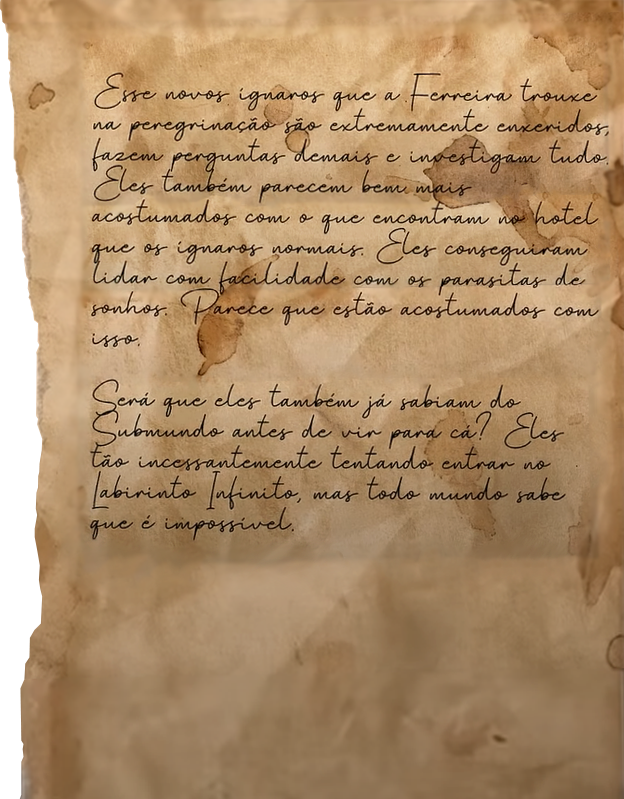 Esse novos ignaros que a Ferreira trouxe
na peregrinação são extremamente enxeridos,
fazem perguntas demais e investigam tudo.
Eles também parecem bem mais
acostumados com o que encontram no hotel
que os ignaros normais. Eles conseguiram
lidar com facilidade com os parasitas de
sonhos. Parece que estão acostumados com
isso.
Será que eles também já sabiam do
Submundo antes de vir para cá? Eles
tão incessantemente tentando entrar no
Labirinto Infinito, mas todo mundo sabe
que é impossível.